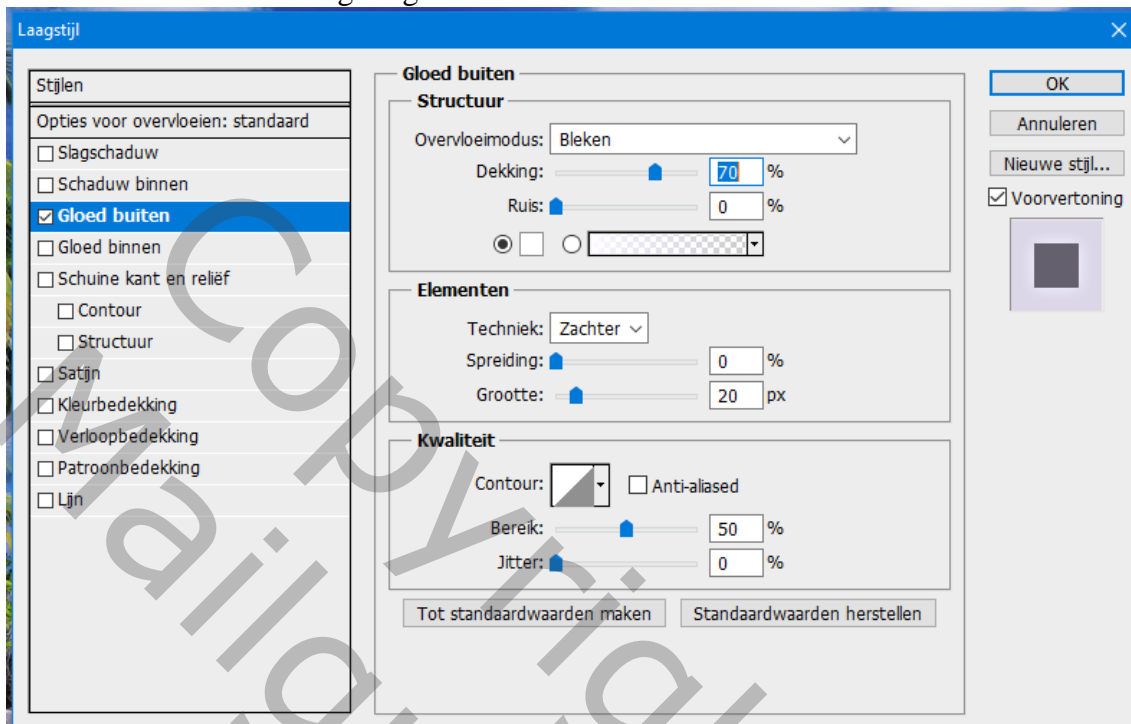 Laagstijl
Stijlen
Opties voor overvloeien: standaard
Slagschaduw
Schaduw binnen
Gloed buiten
Gloed binnen
Schuine kant en reliëf
Contour
Structuur
Satijn
Kleurbedekking
Verloopbedekking
Patroonbedekking
Lijn
Gloed buiten
Structuur
Overvloeimodus: Bleken
Dekking: 70 %
Ruis: 0 %
Elementen
Techniek: Zachter
Spreiding: 0 %
Grootte: 20 px
Kwaliteit
Contour: Anti-aliased
Bereik: 50 %
Jitter: 0 %
Tot standaardwaarden maken Standaardwaarden herstellen
OK
Annuleren
Nieuwe stijl...
Voorvertoning